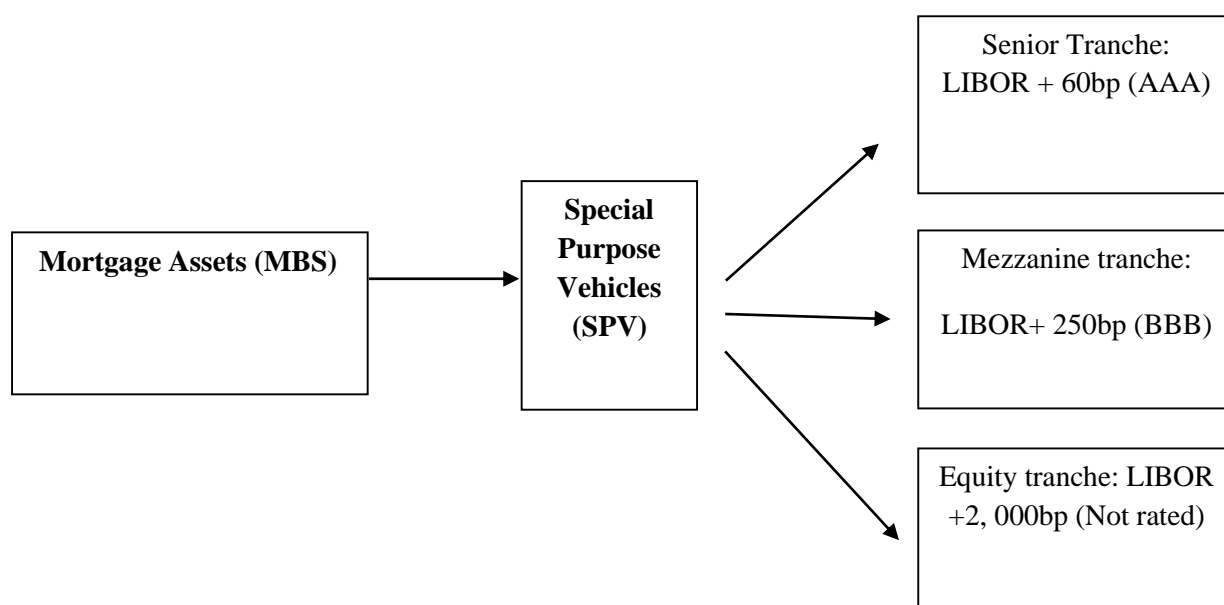 Mortgage Assets (MBS)
Special
Purpose
Vehicles
(SPV)
Senior Tranche:
LIBOR + 60bp (AAA)
Mezzanine tranche:
LIBOR+ 250bp (BBB)
Equity tranche: LIBOR
+2, 000bp (Not rated)